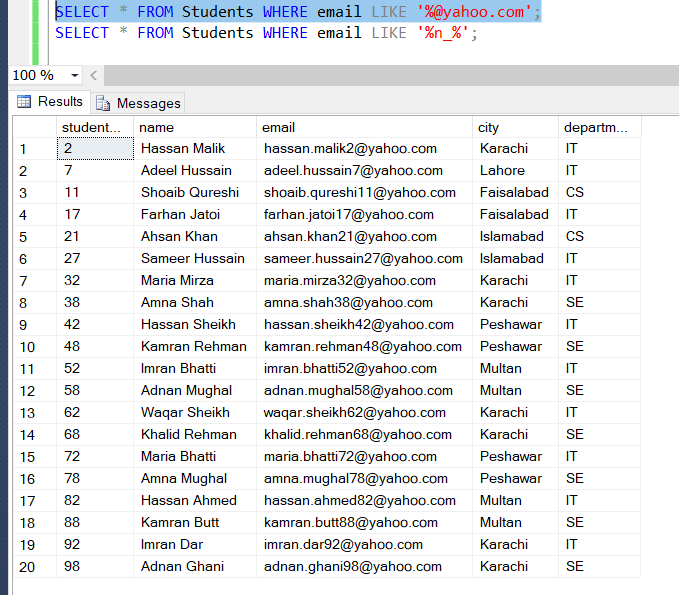 SELECT * FROM Students WHERE email LIKE '%@yahoo.com';
SELECT * FROM Students WHERE email LIKE '%n_%';
100 %
Results Messages
student... name email city departm...
1 2 Hassan Malik hassan.malik2@yahoo.com Karachi IT
2 7 Adeel Hussain adeel.hussain7@yahoo.com Lahore IT
3 11 Shoaib Qureshi shoaib.qureshi11@yahoo.com Faisalabad CS
4 17 Farhan Jatoi farhan.jatoi17@yahoo.com Faisalabad IT
5 21 Ahsan Khan ahsan.khan21@yahoo.com Islamabad CS
6 27 Sameer Hussain sameer.hussain27@yahoo.com Islamabad IT
7 32 Maria Mirza maria.mirza32@yahoo.com Karachi IT
8 38 Amna Shah amna.shah38@yahoo.com Karachi SE
9 42 Hassan Sheikh hassan.sheikh42@yahoo.com Peshawar IT
10 48 Kamran Rehman kamran.rehman48@yahoo.com Peshawar SE
11 52 Imran Bhatti imran.bhatti52@yahoo.com Multan IT
12 58 Adnan Mughal adnan.mughal58@yahoo.com Multan SE
13 62 Waqar Sheikh waqar.sheikh62@yahoo.com Karachi IT
14 68 Khalid Rehman khalid.rehman68@yahoo.com Karachi SE
15 72 Maria Bhatti maria.bhatti72@yahoo.com Peshawar IT
16 78 Amna Mughal amna.mughal78@yahoo.com Peshawar SE
17 82 Hassan Ahmed hassan.ahmed82@yahoo.com Multan IT
18 88 Kamran Butt kamran.butt88@yahoo.com Multan SE
19 92 Imran Dar imran.dar92@yahoo.com Karachi IT
20 98 Adnan Ghani adnan.ghani98@yahoo.com Karachi SE